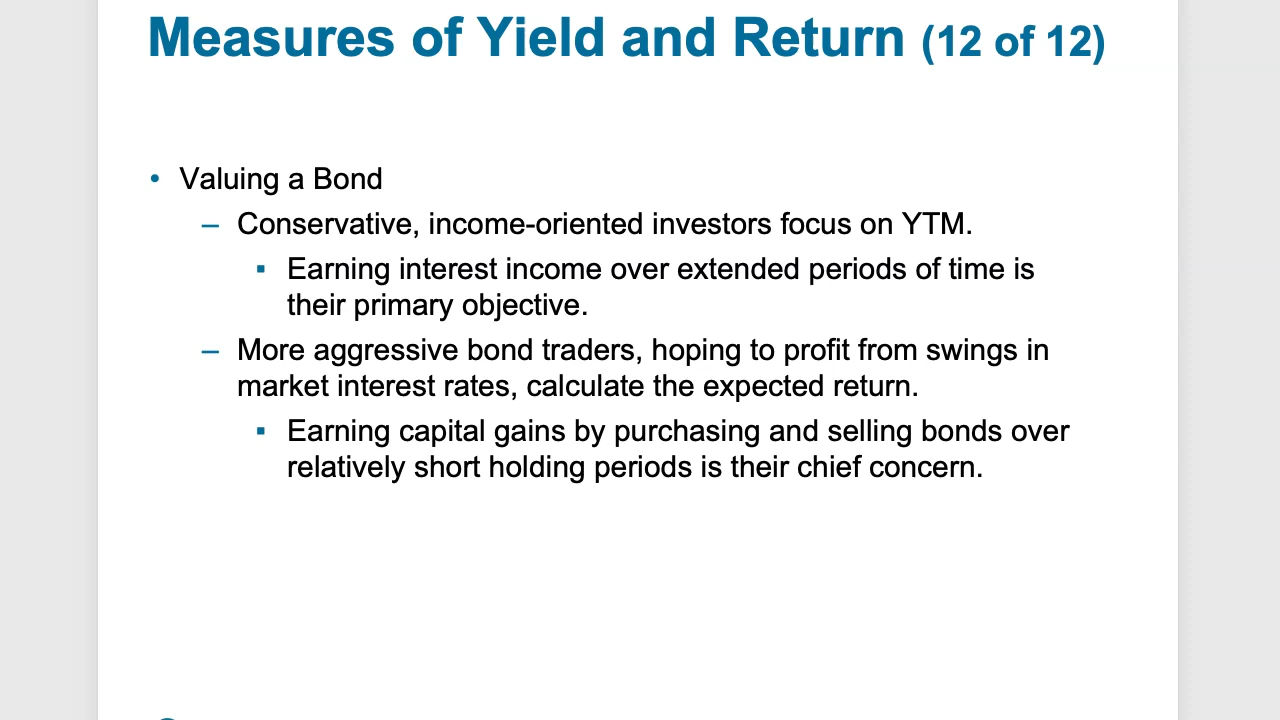 Measures of Yield and Return (12 of 12)
• Valuing a Bond
– Conservative, income-oriented investors focus on YTM.
▪ Earning interest income over extended periods of time is
their primary objective.
– More aggressive bond traders, hoping to profit from swings in
market interest rates, calculate the expected return.
▪ Earning capital gains by purchasing and selling bonds over
relatively short holding periods is their chief concern.